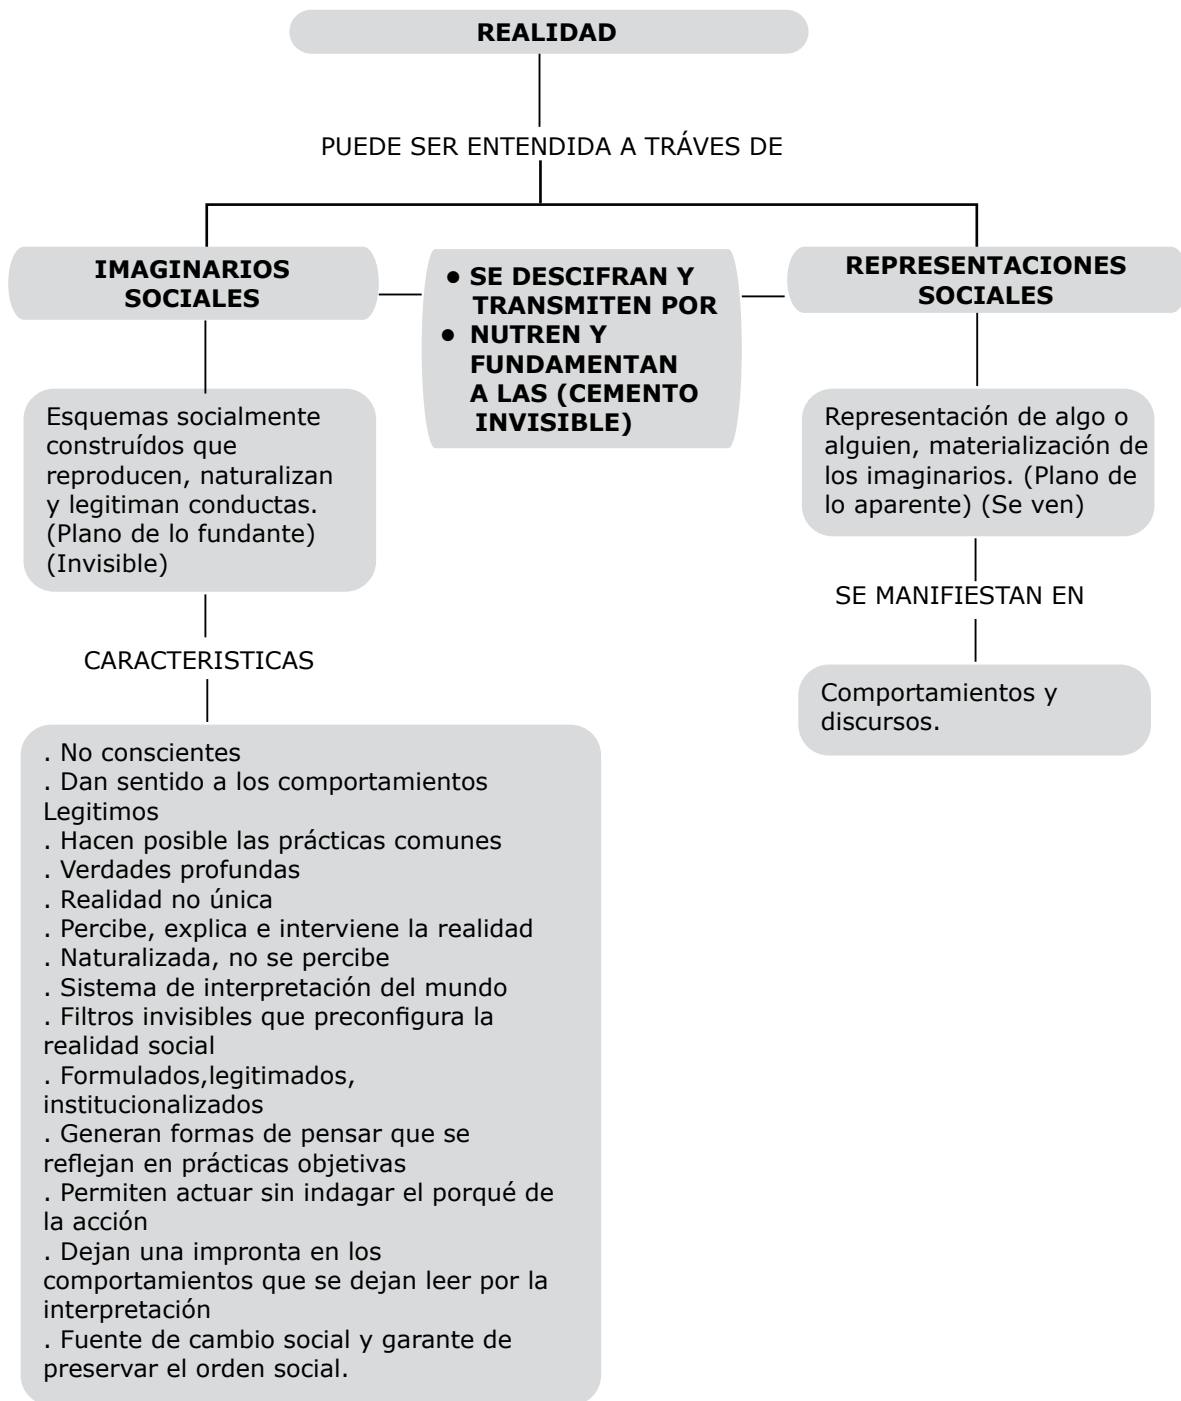 REALIDAD
PUEDE SER ENTENDIDA A TRÁVES DE
IMAGINARIOS
SOCIALES
● SE DESCIFRAN Y
TRANSMITEN POR
● NUTREN Y
FUNDAMENTAN
A LAS (CEMENTO
INVISIBLE)
REPRESENTACIONES
SOCIALES
Esquemas socialmente
construídos que
reproducen, naturalizan
y legitiman conductas.
(Plano de lo fundante)
(Invisible)
Representación de algo o
alguien, materialización de
los imaginarios. (Plano de
lo aparente) (Se ven)
SE MANIFIESTAN EN
Comportamientos y
discursos.
CARACTERISTICAS
. No conscientes
. Dan sentido a los comportamientos
Legitimos
. Hacen posible las prácticas comunes
. Verdades profundas
. Realidad no única
. Percibe, explica e interviene la realidad
. Naturalizada, no se percibe
. Sistema de interpretación del mundo
. Filtros invisibles que preconfigura la
realidad social
. Formulados,legitimados,
institucionalizados
. Generan formas de pensar que se
reflejan en prácticas objetivas
. Permiten actuar sin indagar el porqué de
la acción
. Dejan una impronta en los
comportamientos que se dejan leer por la
interpretación
. Fuente de cambio social y garante de
preservar el orden social.